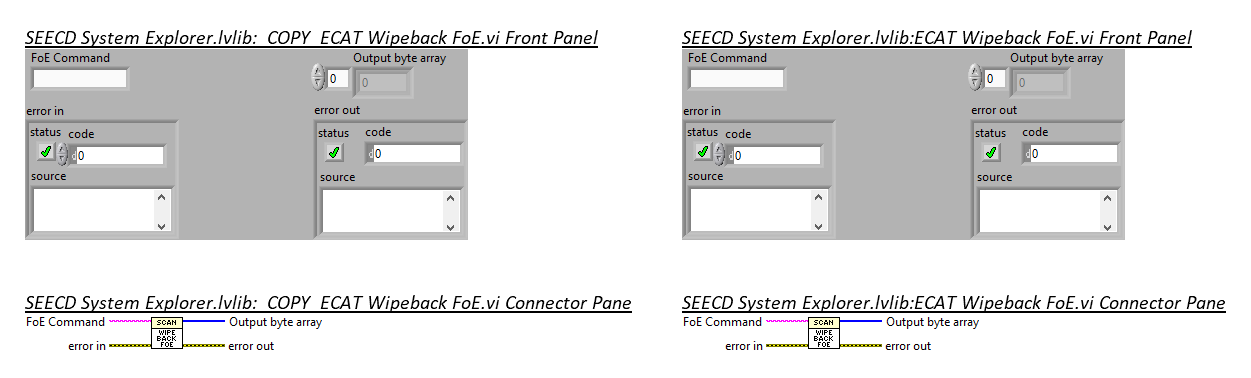 SEECD System Explorer.lvlib:_COPY_ECAT Wipeback FoE.vi Front Panel
FoE Command
Output byte array
0
0
error in
error out
status code
status code
0
0
source
source
SEECD System Explorer.lvlib:ECAT Wipeback FoE.vi Front Panel
FoE Command
Output byte array
0
0
error in
error out
status code
status code
0
0
source
source
SEECD System Explorer.lvlib:_COPY_ECAT Wipeback FoE.vi Connector Pane
FoE Command
SCAN
Output byte array
WIPE
BACK
FOE
error in
error out
SEECD System Explorer.lvlib:ECAT Wipeback FoE.vi Connector Pane
FoE Command
SCAN
Output byte array
WIPE
BACK
FOE
error in
error out